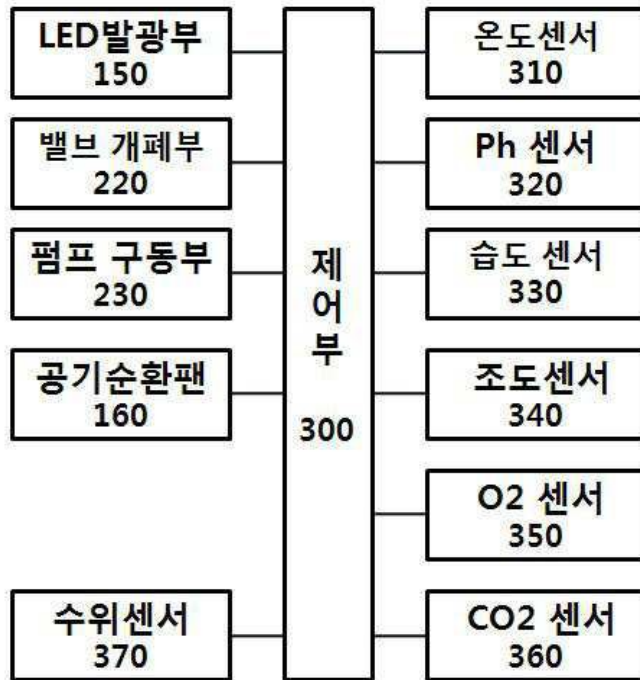 LED발광부
150
밸브 개폐부
220
펌프 구동부
230
공기순환팬
160
수위센서
370
제
어
부
300
온도센서
310
Ph 센서
320
습도 센서
330
조도센서
340
O2 센서
350
CO2 센서
360